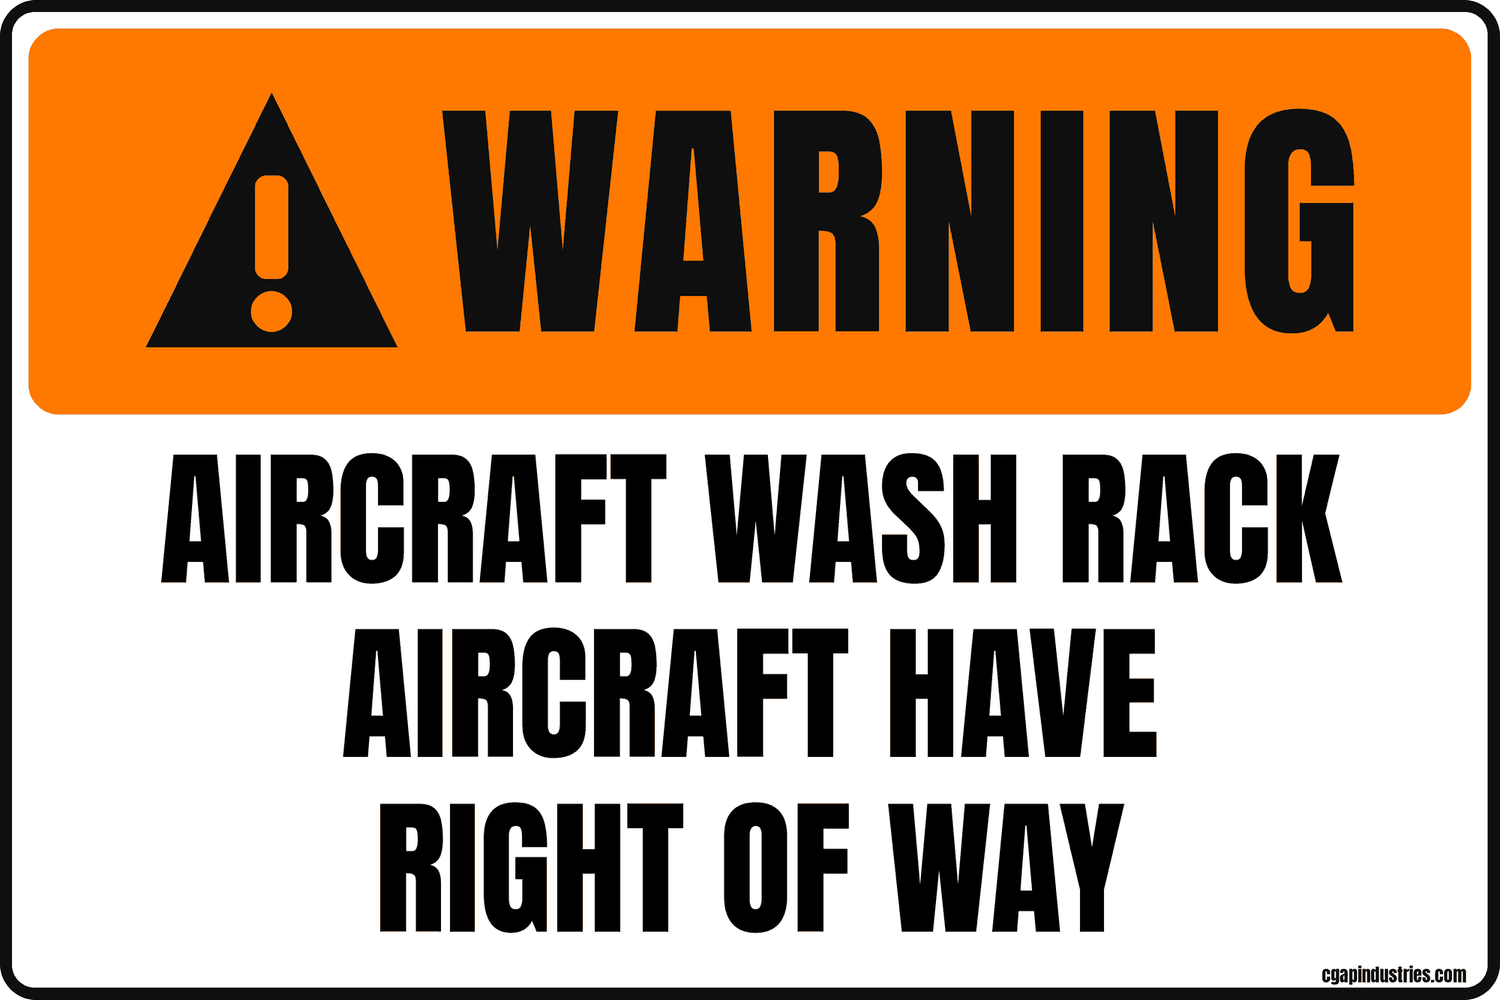 WARNING
AIRCRAFT WASH RACK
AIRCRAFT HAVE
RIGHT OF WAY
cgapindustries.com